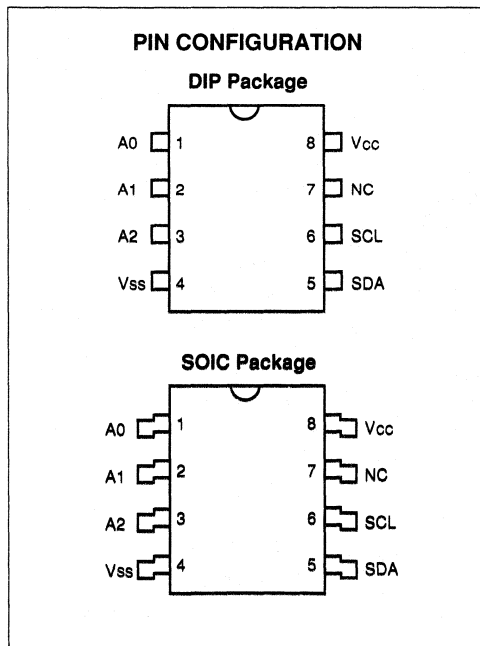 PIN CONFIGURATION
DIP Package
A0 1 8 Vcc
A1 2 7 NC
A2 3 6 SCL
Vss 4 5 SDA
SOIC Package
A0 1 8 Vcc
A1 2 7 NC
A2 3 6 SCL
Vss 4 5 SDA